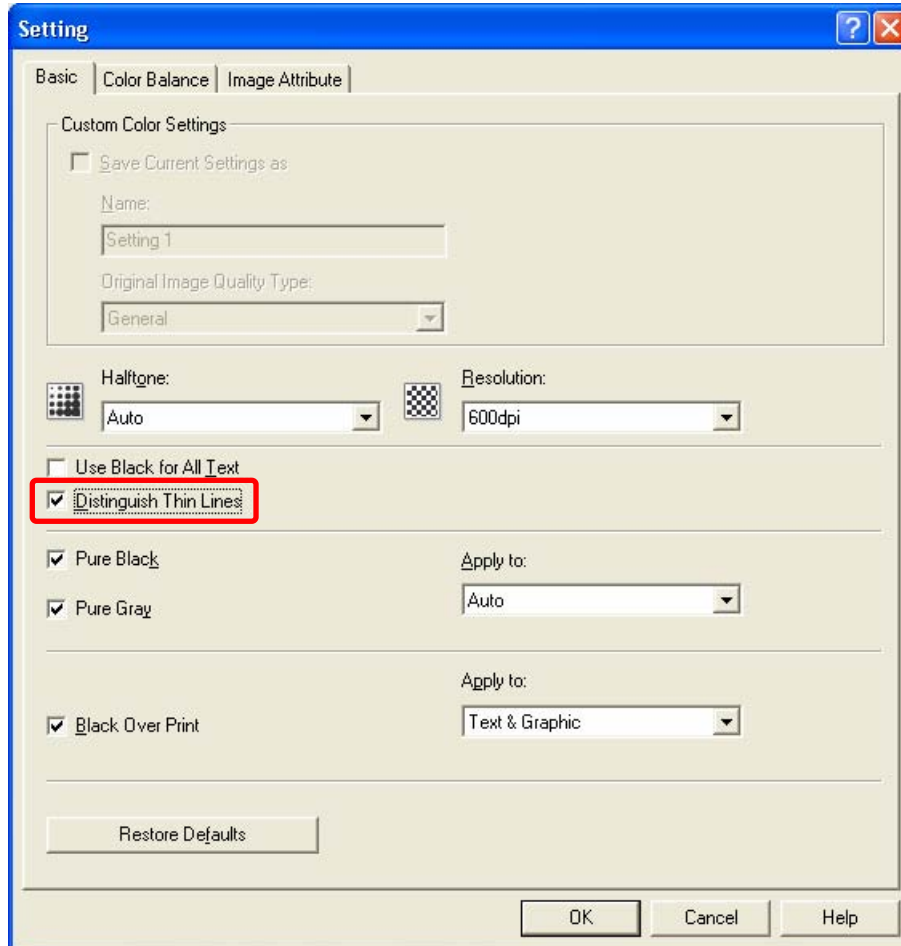 Setting
Basic Color Balance Image Attribute
Custom Color Settings
Save Current Settings as
Name:
Setting 1
Original Image Quality Type:
General
Halftone: Resolution:
Auto 600dpi
Use Black for All Text
Distinguish Thin Lines
Pure Black Apply to:
Pure Gray Auto
Apply to:
Black Over Print Text & Graphic
Restore Defaults
OK Cancel Help